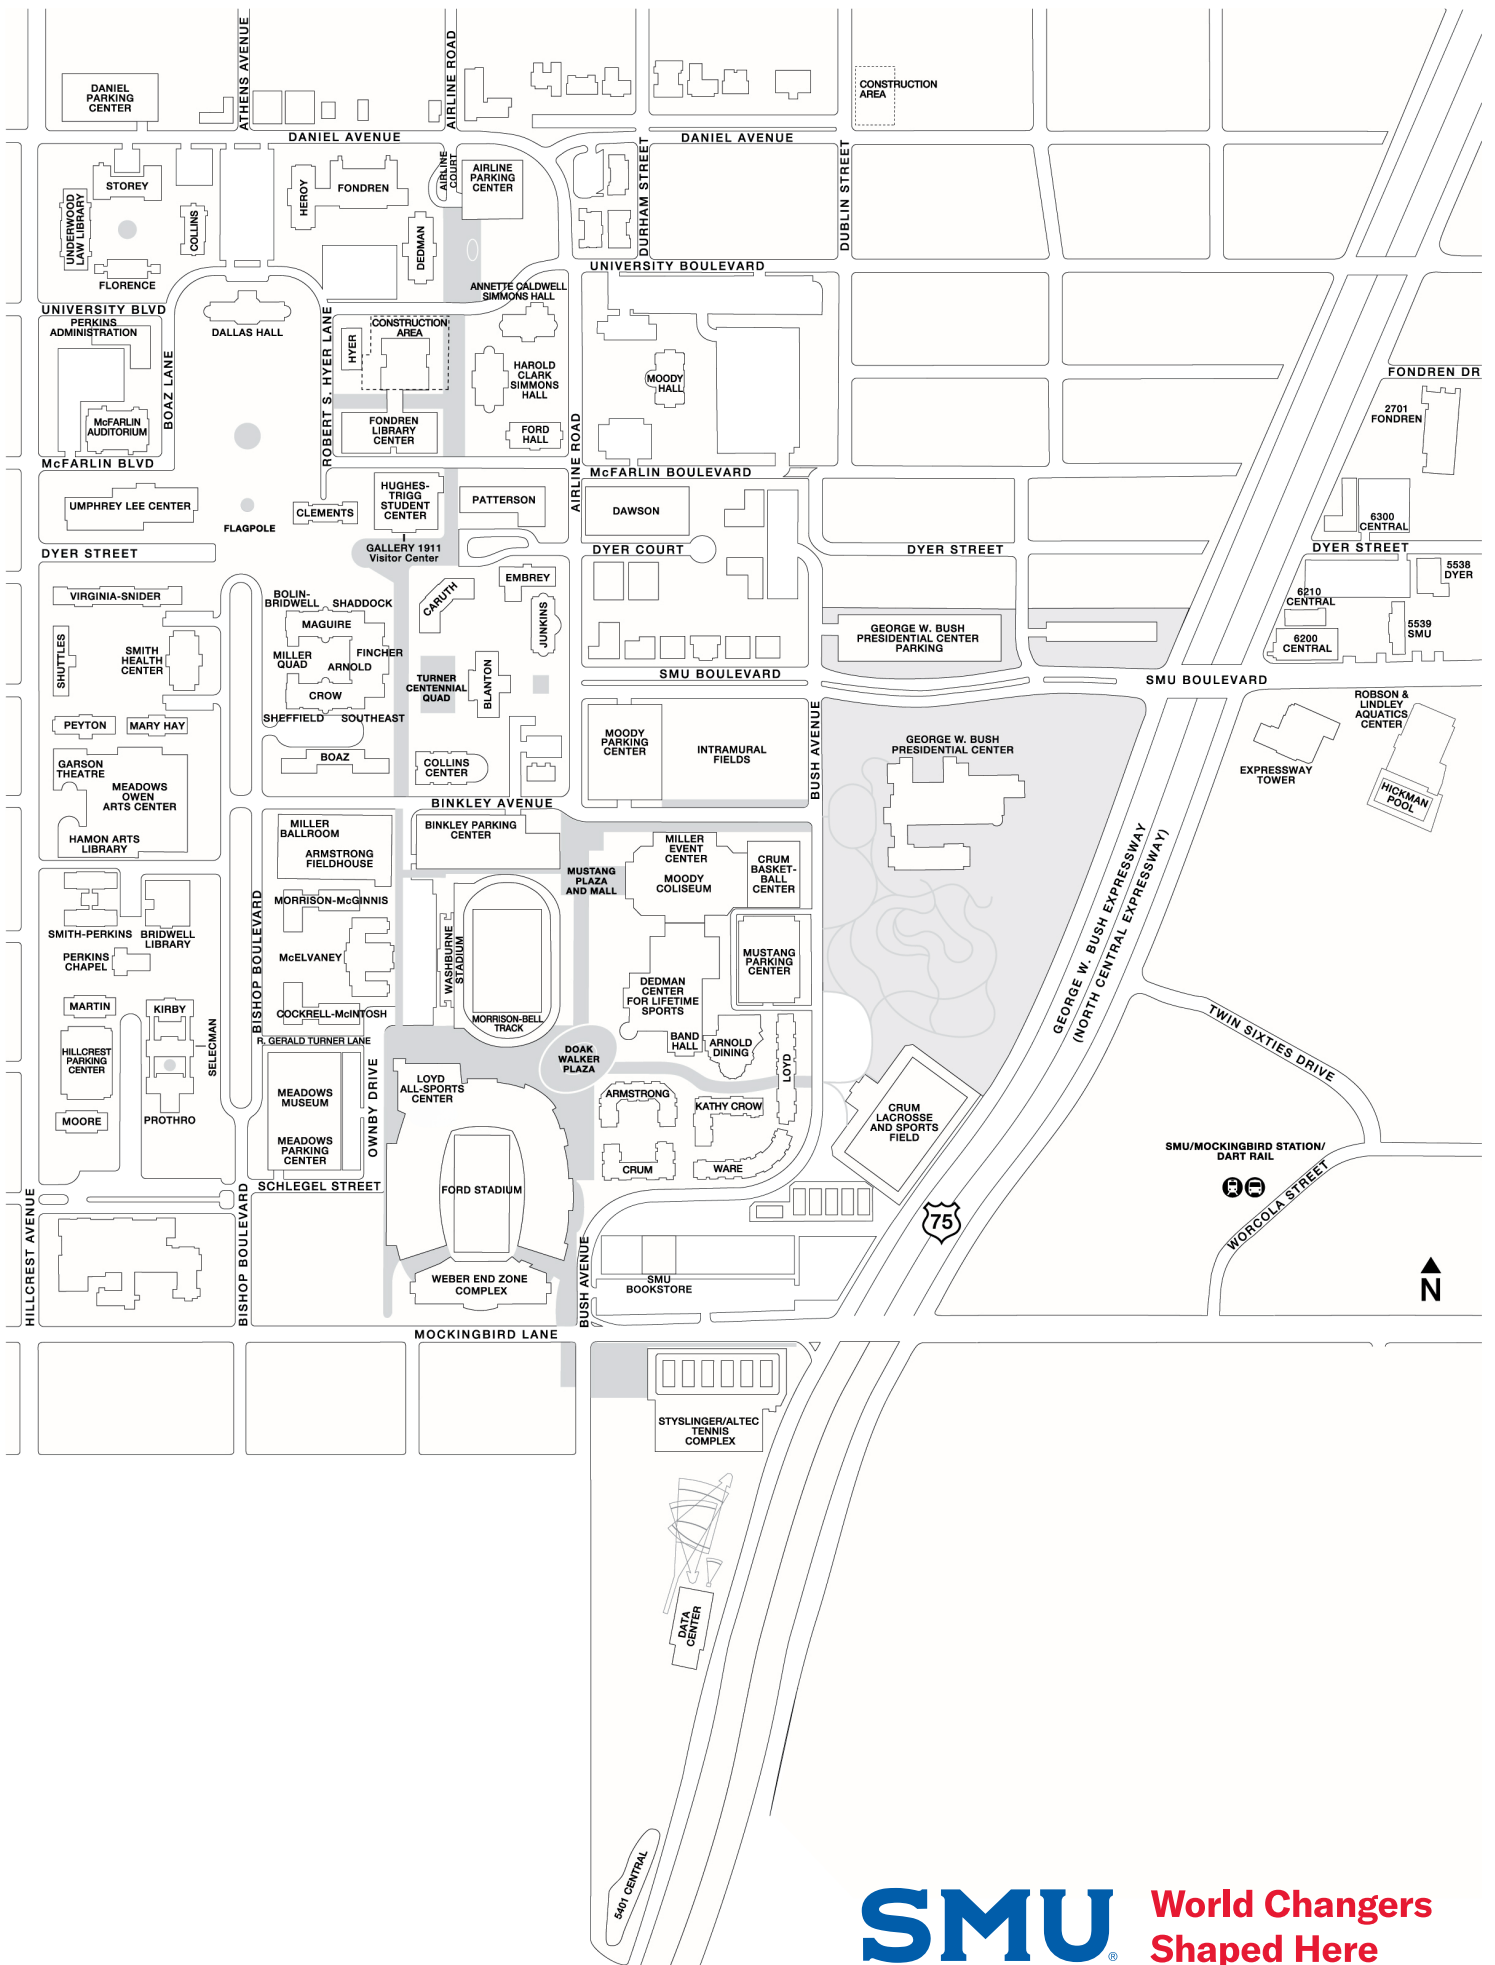 ATHENS AVENUE
AIRLINE ROAD
DANIEL
PARKING
CENTER
CONSTRUCTION
AREA
DANIEL AVENUE
DANIEL AVENUE
DURHAM STREET
DUBLIN STREET
AIRLINE
COURT
AIRLINE
PARKING
CENTER
STOREY
HEROY
FONDREN
UNDERWOOD
LAW LIBRARY
COLLINS
DEDMAN
FLORENCE
UNIVERSITY BOULEVARD
ANNETTE CALDWELL
SIMMONS HALL
UNIVERSITY BLVD
PERKINS
ADMINISTRATION
DALLAS HALL
ROBERT S. HYER LANE
HYER
CONSTRUCTION
AREA
BOAZ LANE
HAROLD
CLARK
SIMMONS
HALL
MOODY
HALL
FONDREN DR
2701
FONDREN
McFARLIN
AUDITORIUM
FONDREN
LIBRARY
CENTER
FORD
HALL
AIRLINE ROAD
McFARLIN BLVD
McFARLIN BOULEVARD
UMPHREY LEE CENTER
FLAGPOLE
CLEMENTS
HUGHES-
TRIGG
STUDENT
CENTER
PATTERSON
DAWSON
6300
CENTRAL
DYER STREET
GALLERY 1911
Visitor Center
DYER COURT
DYER STREET
DYER STREET
5538
DYER
VIRGINIA-SNIDER
BOLIN-
BRIDWELL
SHADDOCK
MAGUIRE
CARUTH
EMBREY
JUNKINS
6210
CENTRAL
5539
SMU
6200
CENTRAL
GEORGE W. BUSH
PRESIDENTIAL CENTER
PARKING
SHUTTLES
SMITH
HEALTH
CENTER
MILLER
QUAD
FINCHER
ARNOLD
CROW
SHEFFIELD
SOUTHEAST
TURNER
CENTENNIAL
QUAD
BLANTON
SMU BOULEVARD
SMU BOULEVARD
PEYTON
MARY HAY
BOAZ
COLLINS
CENTER
MOODY
PARKING
CENTER
INTRAMURAL
FIELDS
BUSH AVENUE
GEORGE W. BUSH
PRESIDENTIAL CENTER
ROBSON &
LINDLEY
AQUATICS
CENTER
EXPRESSWAY
TOWER
HICKMAN
POOL
GARSON
THEATRE
MEADOWS
OWEN
ARTS CENTER
HAMON ARTS
LIBRARY
BINKLEY AVENUE
MILLER
BALLROOM
ARMSTRONG
FIELDHOUSE
BINKLEY PARKING
CENTER
MUSTANG
PLAZA
AND MALL
MILLER
EVENT
CENTER
MOODY
COLISEUM
CRUM
BASKET-
BALL
CENTER
GEORGE W. BUSH EXPRESSWAY
(NORTH CENTRAL EXPRESSWAY)
SMITH-PERKINS
BRIDWELL
LIBRARY
BISHOP BOULEVARD
MORRISON-McGINNIS
McELVANEY
COCKRELL-McINTOSH
WASHBURNE
STADIUM
MORRISON-BELL
TRACK
DEDMAN
CENTER
FOR LIFETIME
SPORTS
MUSTANG
PARKING
CENTER
PERKINS
CHAPEL
MARTIN
KIRBY
SELECMAN
HILLCREST
PARKING
CENTER
MOORE
PROTHRO
R. GERALD TURNER LANE
MEADOWS
MUSEUM
MEADOWS
PARKING
CENTER
OWNBY DRIVE
LOYD
ALL-SPORTS
CENTER
DOAK
WALKER
PLAZA
BAND
HALL
ARNOLD
DINING
LOYD
ARMSTRONG
KATHY CROW
CRUM
WARE
CRUM
LACROSSE
AND SPORTS
FIELD
TWIN SIXTIES DRIVE
SMU/MOCKINGBIRD STATION/
DART RAIL
WORCOLA STREET
SCHLEGEL STREET
FORD STADIUM
75
HILLCREST AVENUE
BISHOP BOULEVARD
WEBER END ZONE
COMPLEX
BUSH AVENUE
SMU
BOOKSTORE
N
MOCKINGBIRD LANE
STYSLINGER/ALTEC
TENNIS
COMPLEX
DATA
CENTER
5401 CENTRAL
SMU®
World Changers
Shaped Here